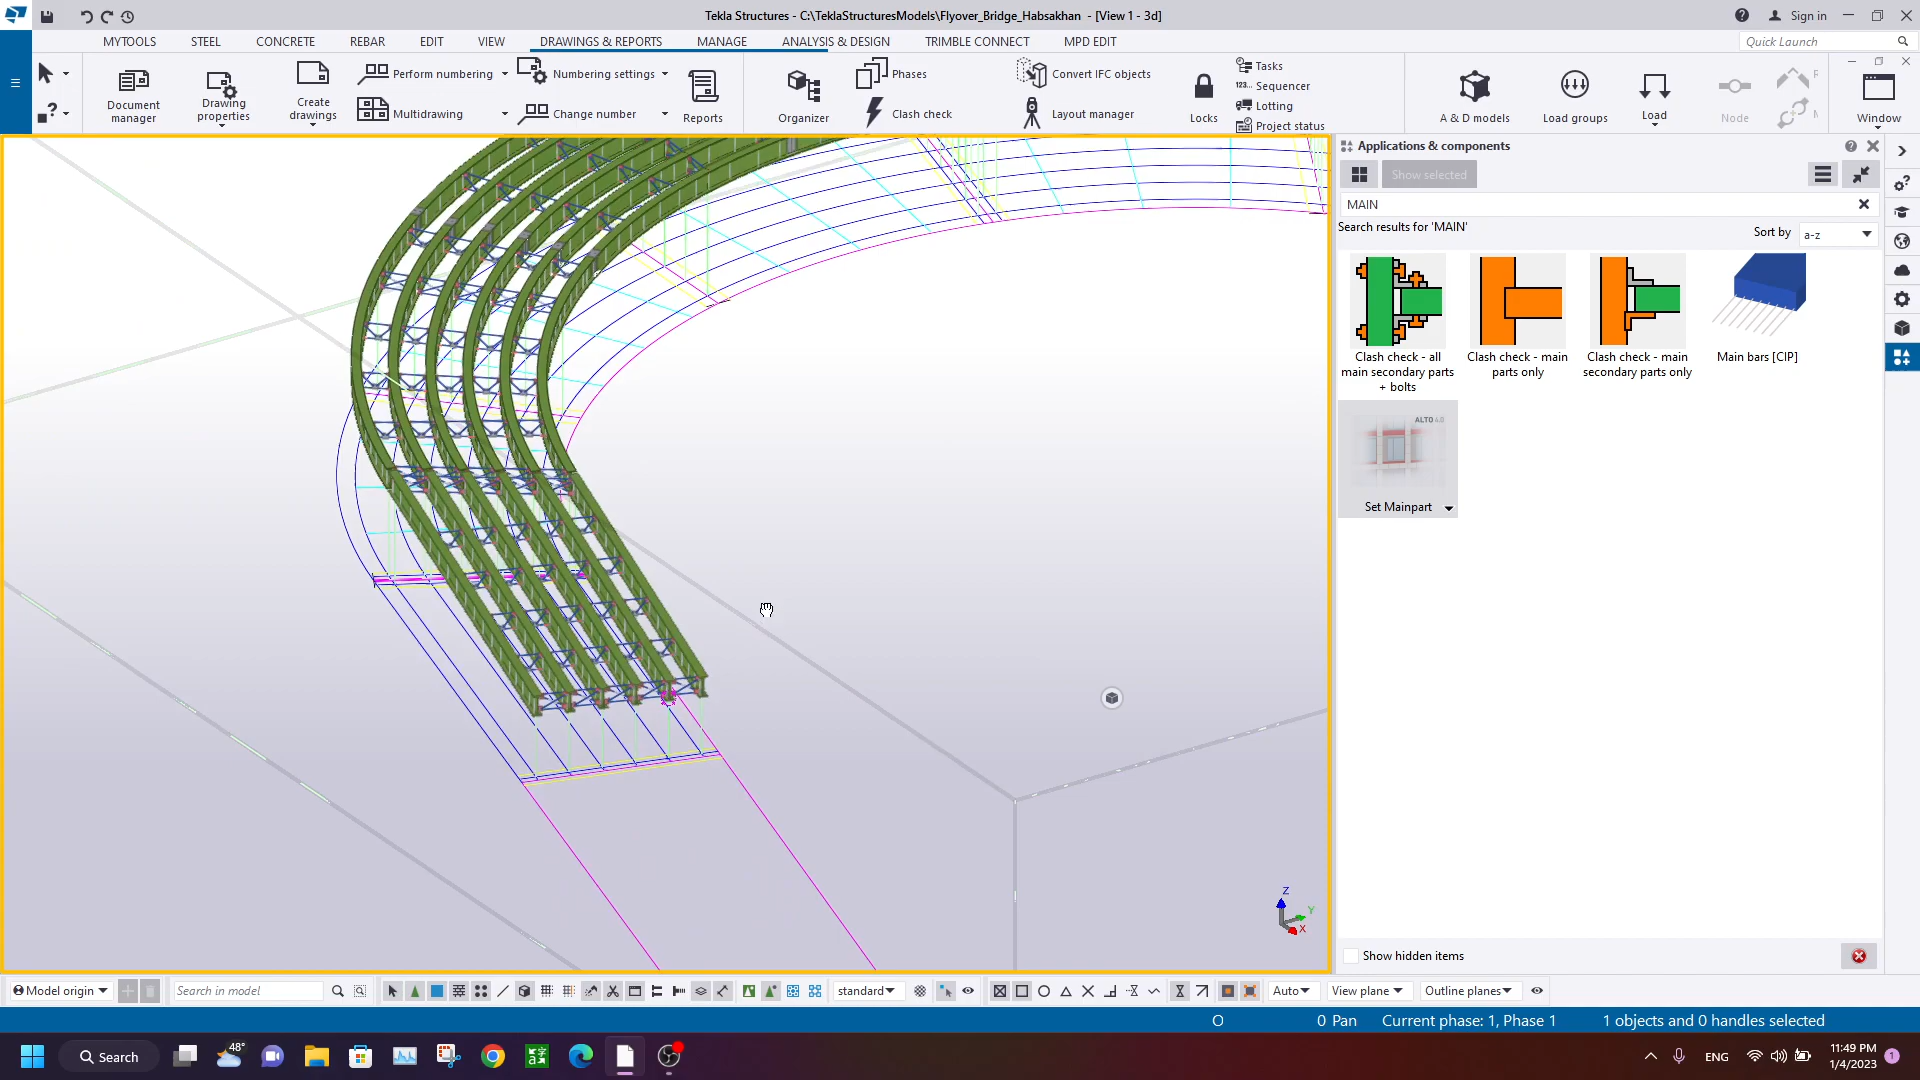 Tekla Structures - C:\TeklaStructuresModels\Flyover_Bridge_Habsakhan - [View 1 - 3d]
Sign in
MYTOOLS STEEL CONCRETE REBAR EDIT VIEW DRAWINGS & REPORTS MANAGE ANALYSIS & DESIGN TRIMBLE CONNECT MPD EDIT
Quick Launch
Document manager
Drawing properties
Create drawings
Perform numbering
Multidrawing
Numbering settings
Change number
Reports
Organizer
Phases
Clash check
Convert IFC objects
Layout manager
Locks
Tasks
123... Sequencer
Lotting
Project status
A & D models
Load groups
Load
Node
Window
Applications & components
Show selected
MAIN
Search results for 'MAIN'
Sort by a-z
Clash check - all main secondary parts + bolts
Clash check - main parts only
Clash check - main secondary parts only
Main bars [CIP]
ALTO 4.0
Set Mainpart
Z
Y
X
Show hidden items
Model origin
Search in model
standard
Auto
View plane
Outline planes
O 0 Pan Current phase: 1, Phase 1 1 objects and 0 handles selected
48°
Search
ENG
11:49 PM
1/4/2023
1